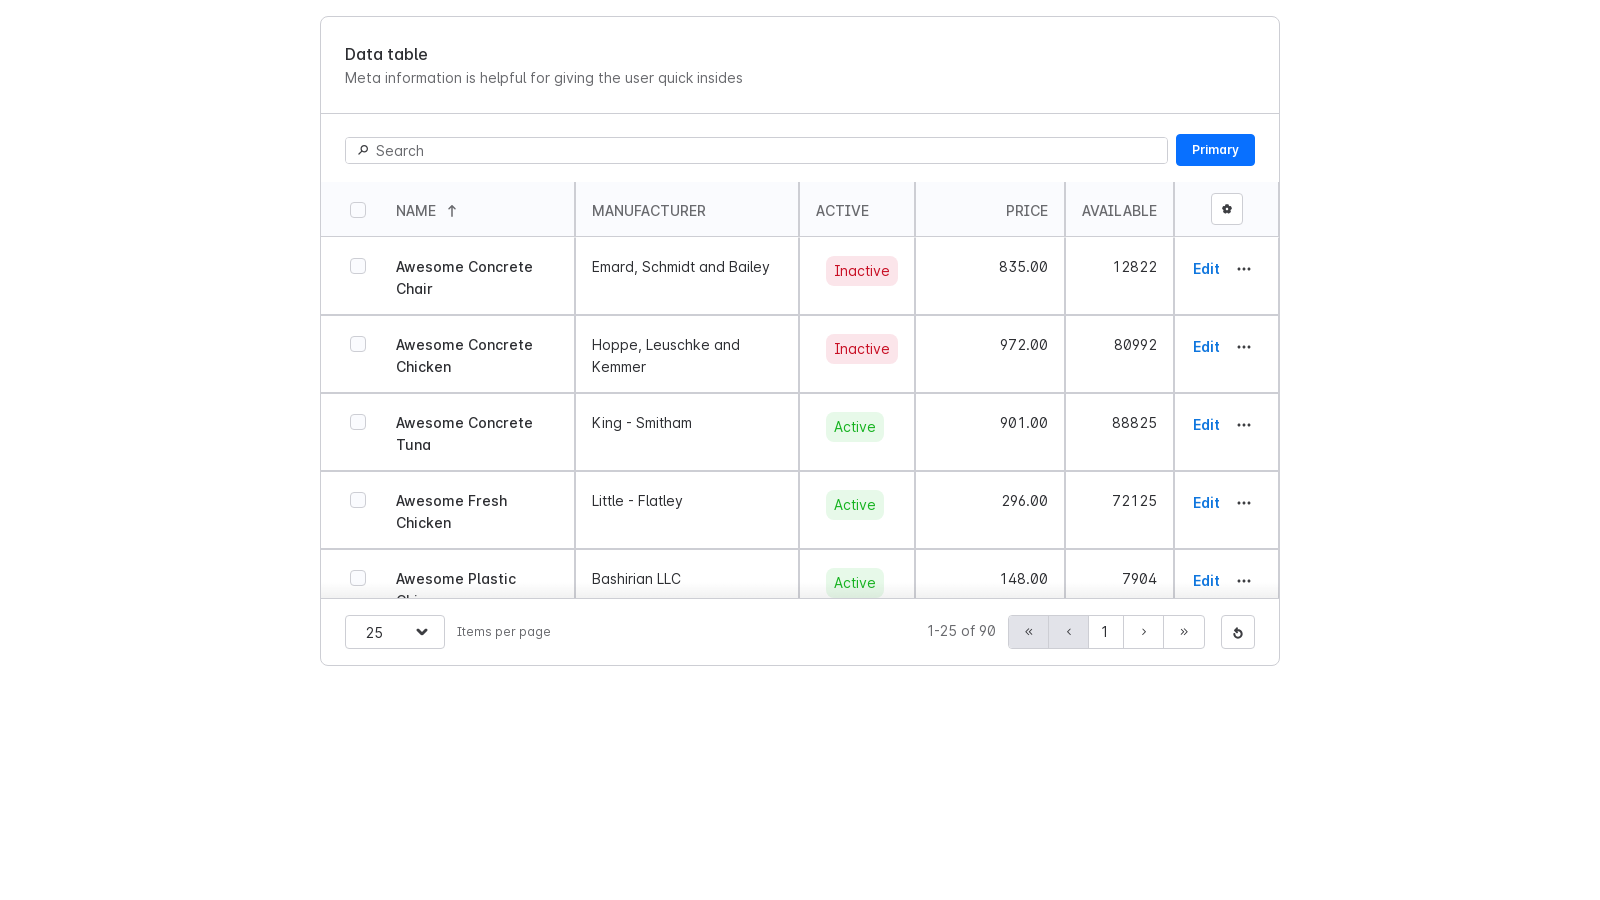 Data table
Meta information is helpful for giving the user quick insides
Search
Primary
NAME MANUFACTURER ACTIVE PRICE AVAILABLE
Awesome Concrete Emard, Schmidt and Bailey Inactive 835.00 12822 Edit
Chair
Awesome Concrete Hoppe, Leuschke and Inactive 972.00 80992 Edit
Chicken Kemmer
Awesome Concrete King - Smitham Active 901.00 88825 Edit
Tuna
Awesome Fresh Little - Flatley Active 296.00 72125 Edit
Chicken
Awesome Plastic Bashirian LLC Active 148.00 7904 Edit
25 Items per page 1-25 of 90 « ‹ 1 › »